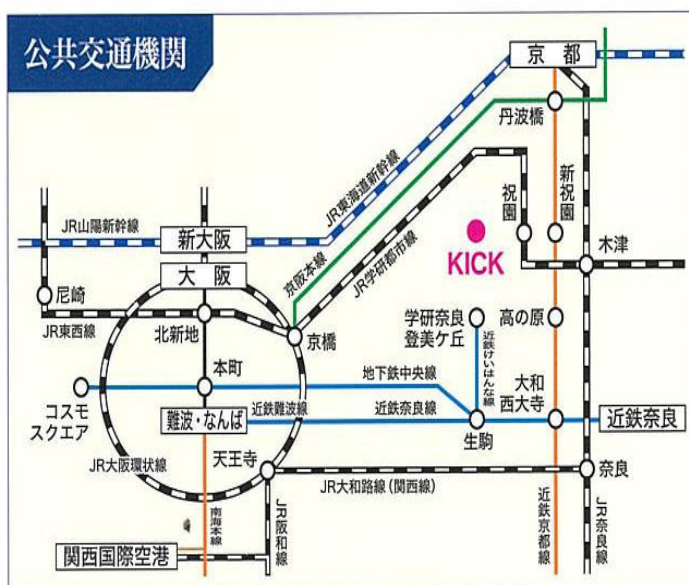 公共交通機関
京都
丹波橋
JR東海道新幹線
京阪本線
JR学研都市線
祝園
新祝園
JR山陽新幹線
新大阪
KICK
木津
大阪
尼崎
JR東西線
北新地
京橋
学研奈良
登美ケ丘
高の原
近鉄けいはんな線
本町
地下鉄中央線
大和
西大寺
コスモ
スクエア
難波・なんば
近鉄難波線
近鉄奈良線
生駒
近鉄奈良
JR大阪環状線
天王寺
奈良
JR大和路線(関西線)
南海本線
JR阪和線
近鉄京都線
JR奈良線
関西国際空港